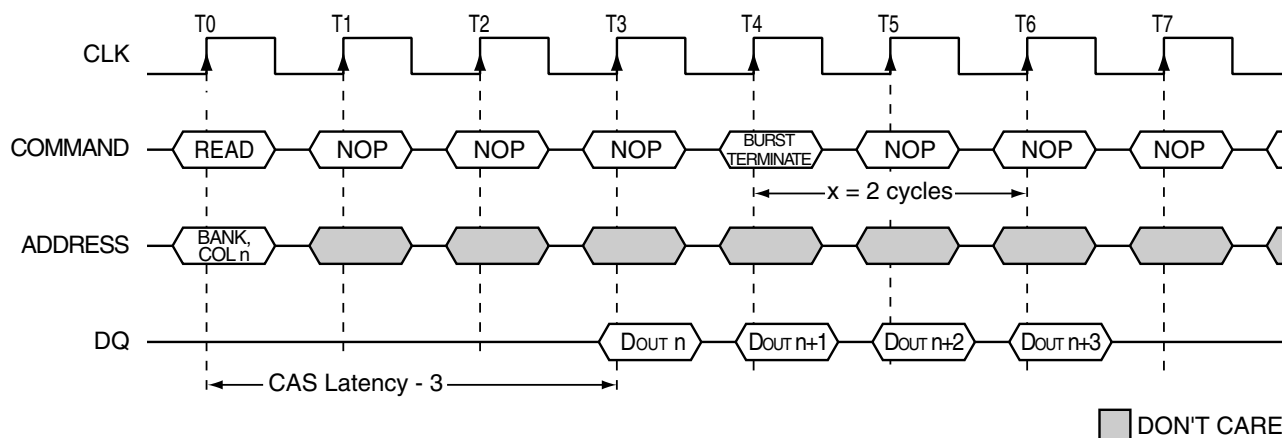 T0 T1 T2 T3 T4 T5 T6 T7
CLK
COMMAND READ NOP NOP NOP BURST TERMINATE NOP NOP NOP
x = 2 cycles
ADDRESS BANK, COL n
DQ DOUT n DOUT n+1 DOUT n+2 DOUT n+3
CAS Latency - 3
DON'T CARE